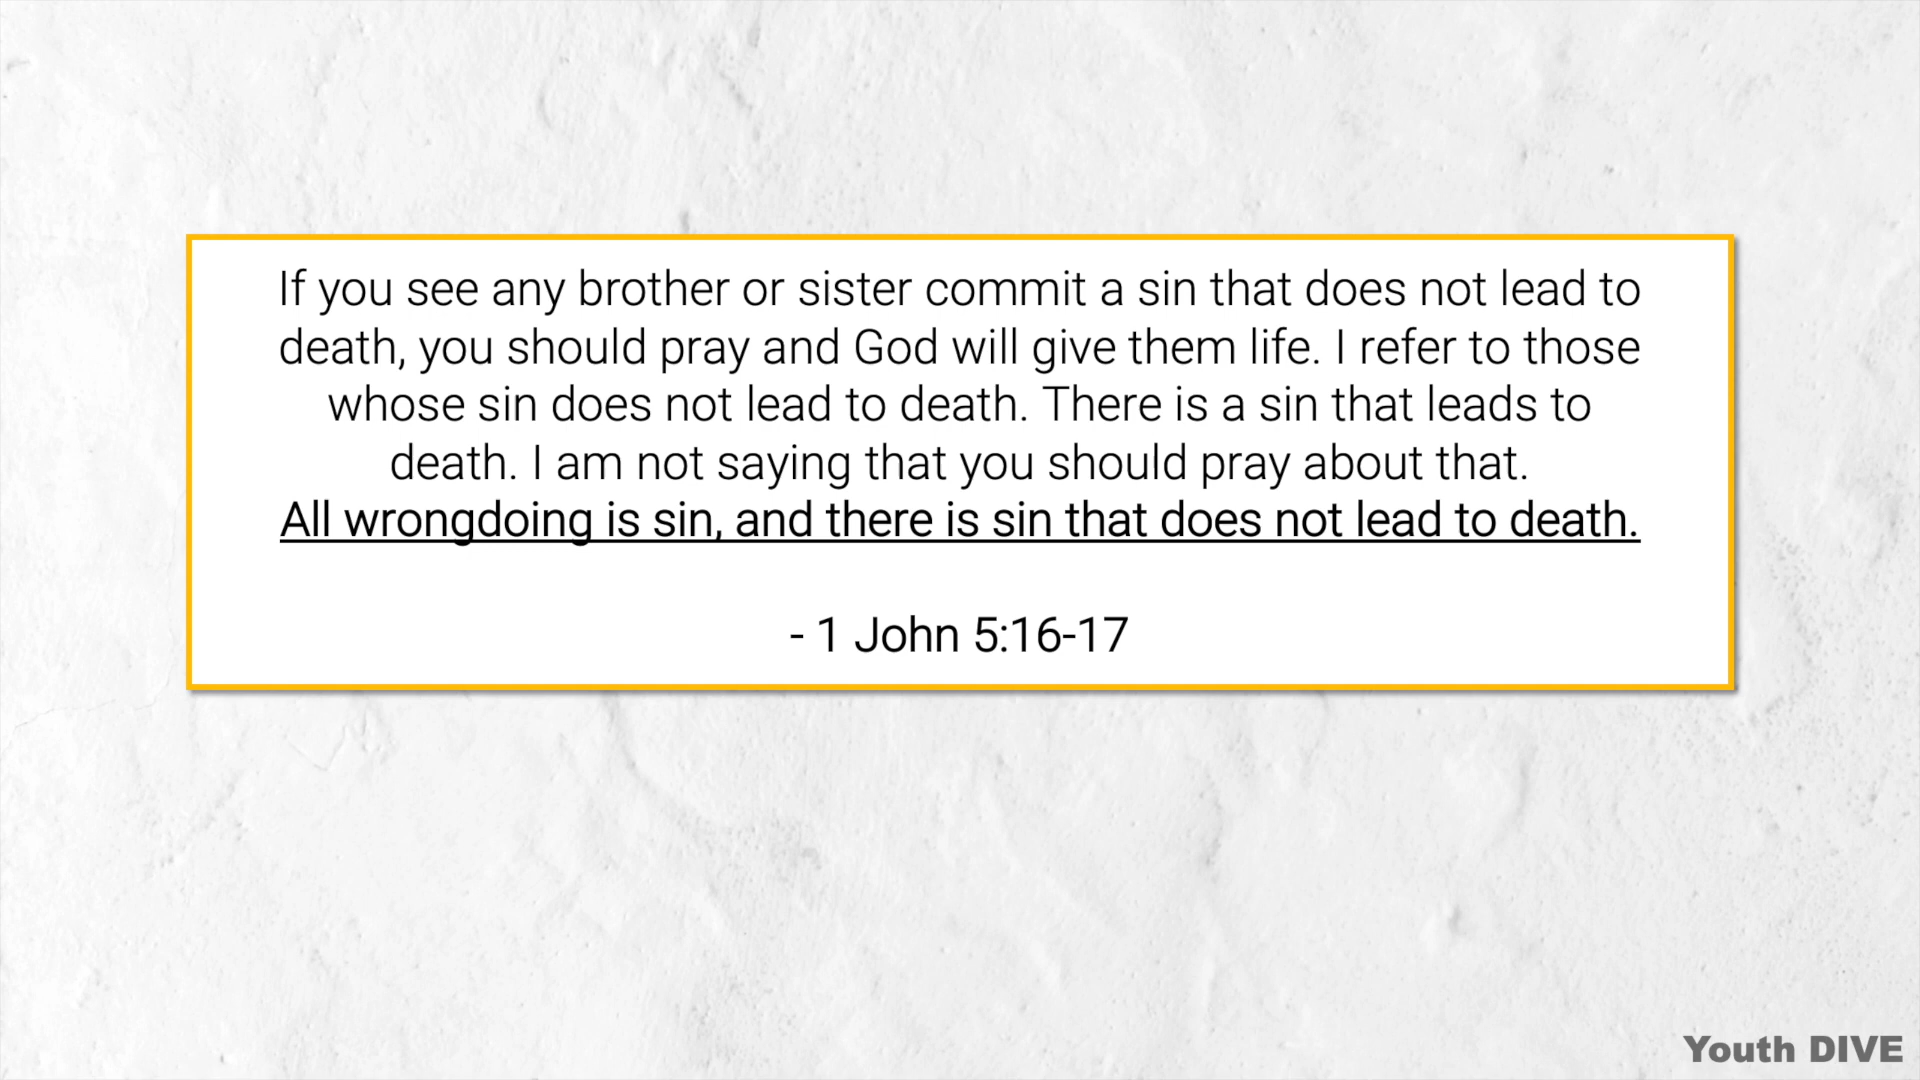 If you see any brother or sister commit a sin that does not lead to
death, you should pray and God will give them life. I refer to those
whose sin does not lead to death. There is a sin that leads to
death. I am not saying that you should pray about that.
All wrongdoing is sin, and there is sin that does not lead to death.
- 1 John 5:16-17
Youth DIVE